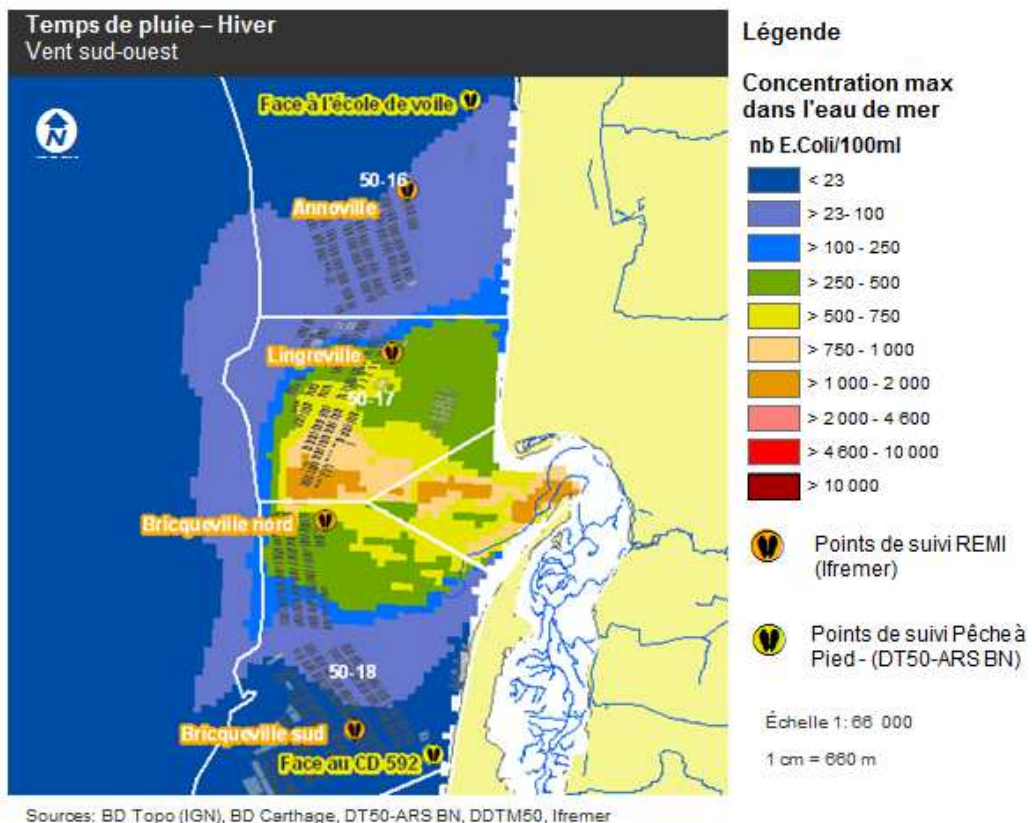 Temps de pluie – Hiver
Vent sud-ouest
N
Face à l'école de voile
50-16
Annoville
Lingreville
50-17
Bricqueville nord
50-18
Bricqueville sud
Face au CD 592
Légende
Concentration max
dans l'eau de mer
nb E.Coli/100ml
< 23
> 23- 100
> 100 - 250
> 250 - 500
> 500 - 750
> 750 - 1 000
> 1 000 - 2 000
> 2 000 - 4 600
> 4 600 - 10 000
> 10 000
Points de suivi REMI
(Ifremer)
Points de suivi Pêche à
Pied - (DT50-ARS BN)
Échelle 1: 66 000
1 cm = 660 m
Sources: BD Topo (IGN), BD Carthage, DT50-ARS BN, DDTM50, Ifremer